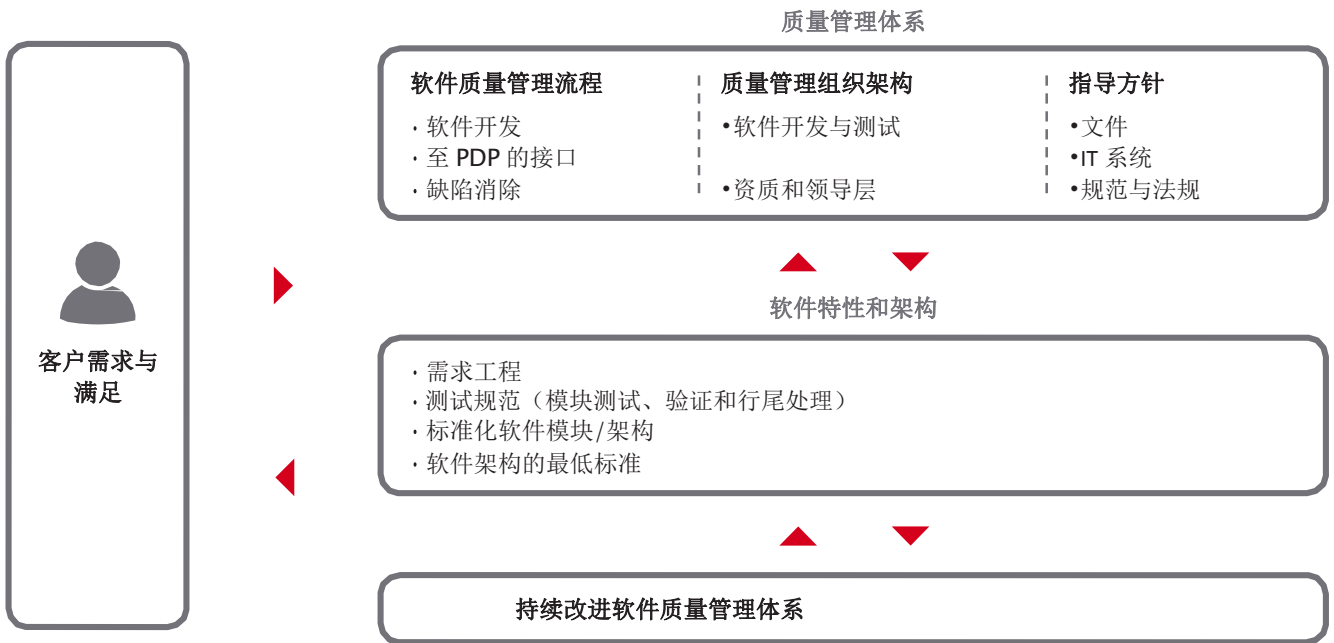 质量管理体系
软件质量管理流程
· 软件开发
· 至 PDP 的接口
· 缺陷消除
质量管理组织架构
•软件开发与测试
•资质和领导层
指导方针
•文件
•IT 系统
•规范与法规
客户需求与
满足
软件特性和架构
· 需求工程
· 测试规范（模块测试、验证和行尾处理）
· 标准化软件模块/架构
· 软件架构的最低标准
持续改进软件质量管理体系